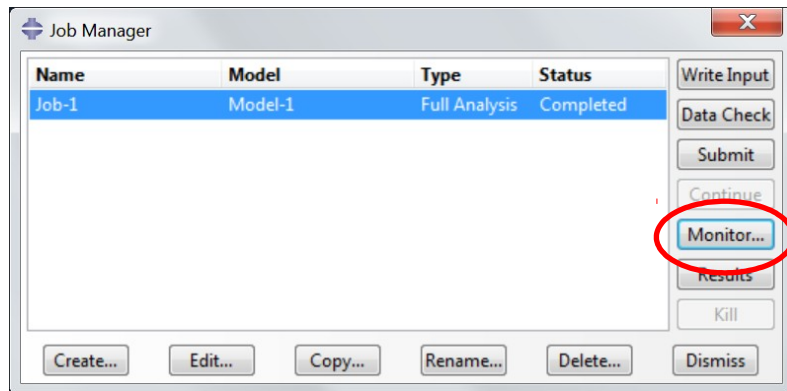 Job Manager
Name Model Type Status
Job-1 Model-1 Full Analysis Completed
Write Input
Data Check
Submit
Continue
Monitor...
Results
Kill
Create... Edit... Copy... Rename... Delete... Dismiss